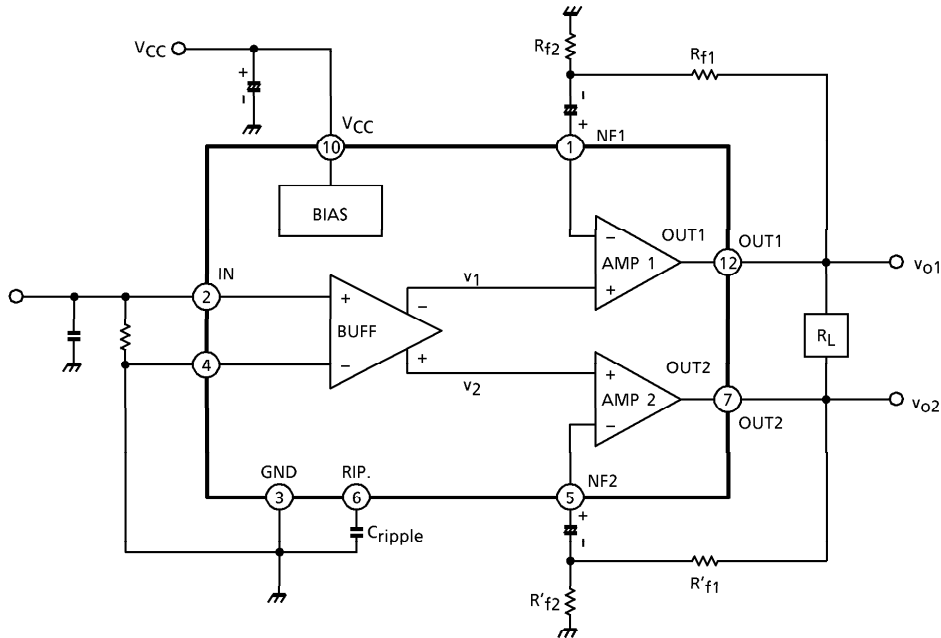 Rf2
Rf1
VCC
+
−
−
+
VCC
10
1
NF1
BIAS
−
OUT1
OUT1
AMP 1
12
vo1
IN
v1
+
2
+
−
BUFF
RL
4
−
+
v2
+
OUT2
AMP 2
7
vo2
−
OUT2
GND
RIP.
NF2
3
6
5
Cripple
+
−
R'f2
R'f1